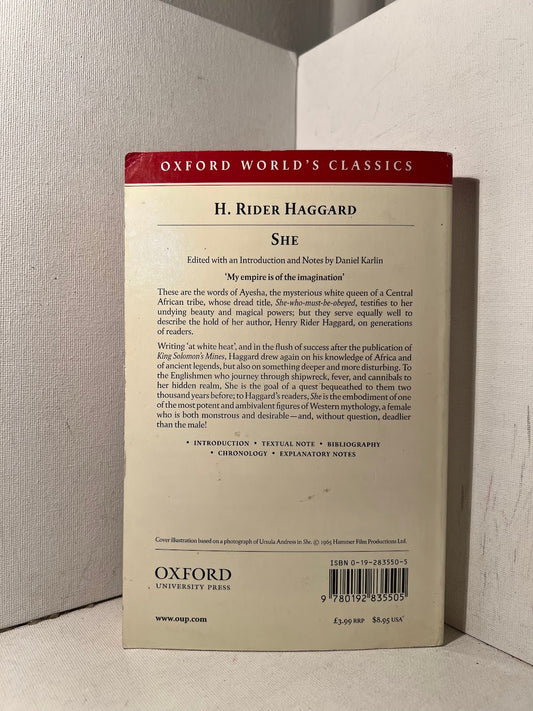 OXFORD WORLD'S CLASSICS
H. RIDER HAGGARD
SHE
Edited with an Introduction and Notes by Daniel Karlin
'My empire is of the imagination'
These are the words of Ayesha, the mysterious white queen of a Central
African tribe, whose dread title, She-who-must-be-obeyed, testifies to her
undying beauty and magical powers; but they serve equally well to
describe the hold of her author, Henry Rider Haggard, on generations
of readers.
Writing 'at white heat', and in the flush of success after the publication of
King Solomon's Mines, Haggard drew again on his knowledge of Africa and
of ancient legends, but also on something deeper and more disturbing. To
the Englishmen who journey through shipwreck, fever, and cannibals to
her hidden realm, She is the goal of a quest bequeathed to them two
thousand years before; to Haggard's readers, She is the embodiment of one
of the most potent and ambivalent figures of Western mythology, a female
who is both monstrous and desirable—and, without question, deadlier
than the male!
• INTRODUCTION • TEXTUAL NOTE • BIBLIOGRAPHY
• CHRONOLOGY • EXPLANATORY NOTES
Cover illustration based on a photograph of Ursula Andress in She. © 1965 Hammer Film Productions Ltd.
ISBN 0-19-283550-5
OXFORD
UNIVERSITY PRESS
9 780192 835505
www.oup.com
£3.99 RRP $8.95 USA